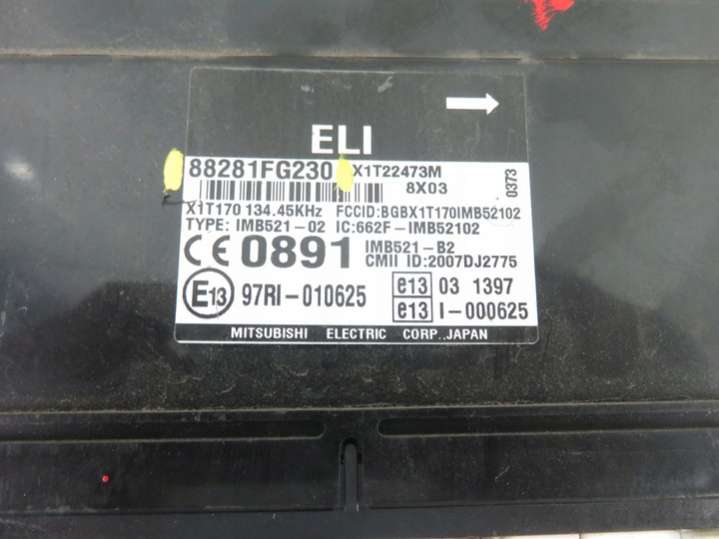 ELI
88281FG230 X1T22473M
8X03
0373
X1T170 134.45KHz FCCID:BGBX1T170IMB52102
TYPE: IMB521-02 IC:662F-IMB52102
CE 0891 IMB521-B2
CMII ID:2007DJ2775
E13 97RI-010625
e13 03 1397
e13 I-000625
MITSUBISHI ELECTRIC CORP.,JAPAN